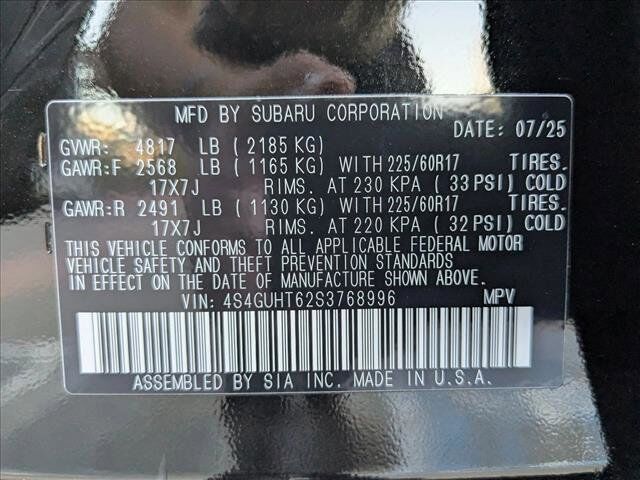 MFD BY SUBARU CORPORATION
DATE: 07/25
GVWR: 4817 LB ( 2185 KG)
GAWR:F 2568 LB ( 1165 KG) WITH 225/60R17 TIRES.
17X7J RIMS. AT 230 KPA ( 33 PSI) COLD
GAWR:R 2491 LB ( 1130 KG) WITH 225/60R17 TIRES.
17X7J RIMS. AT 220 KPA ( 32 PSI) COLD
THIS VEHICLE CONFORMS TO ALL APPLICABLE FEDERAL MOTOR
VEHICLE SAFETY AND THEFT PREVENTION STANDARDS
IN EFFECT ON THE DATE OF MANUFACTURE SHOWN ABOVE.
VIN: 4S4GUHT62S3768996 MPV
ASSEMBLED BY SIA INC. MADE IN U.S.A.